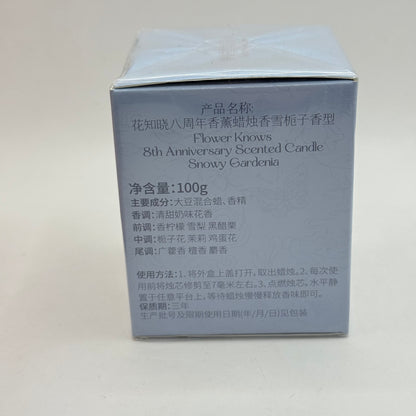 产品名称:
花知晓八周年香薰蜡烛香雪栀子香型
Flower Knows
8th Anniversary Scented Candle
Snowy Gardenia
净含量:100g
主要成分:大豆混合蜡、香精
香调:清甜奶味花香
前调:香柠檬 雪梨 黑醋栗
中调:栀子花 茉莉 鸡蛋花
尾调:广藿香 檀香 麝香
使用方法:1.将外盒上盖打开,取出蜡烛。2.每次使
用前将烛芯修剪至7毫米左右。3.点燃烛芯。水平静
置于任意平台上,等待蜡烛慢慢释放香味即可。
保质期:三年
生产批号及限期使用日期(年/月/日)见包装